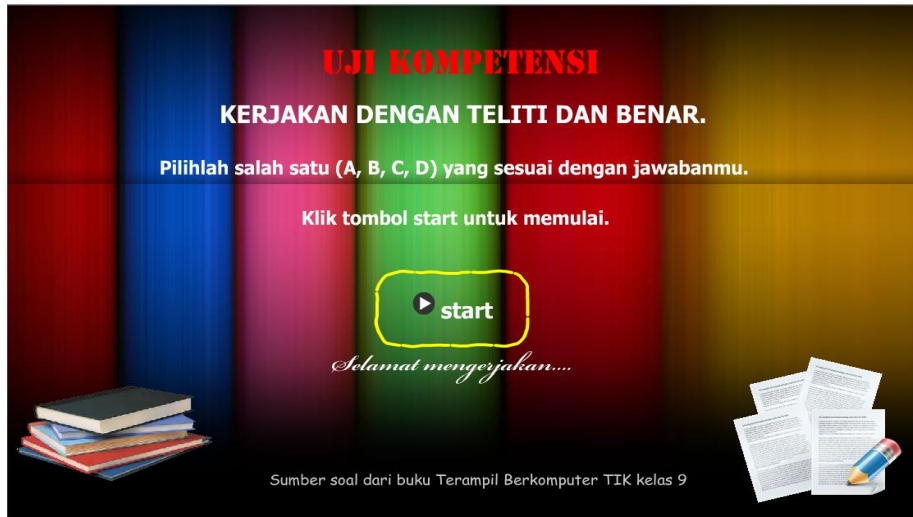 UJI KOMPETENSI
KERJAKAN DENGAN TELITI DAN BENAR.
Pilihlah salah satu (A, B, C, D) yang sesuai dengan jawabanmu.
Klik tombol start untuk memulai.
start
Selamat mengerjakan....
Sumber soal dari buku Terampil Berkomputer TIK kelas 9